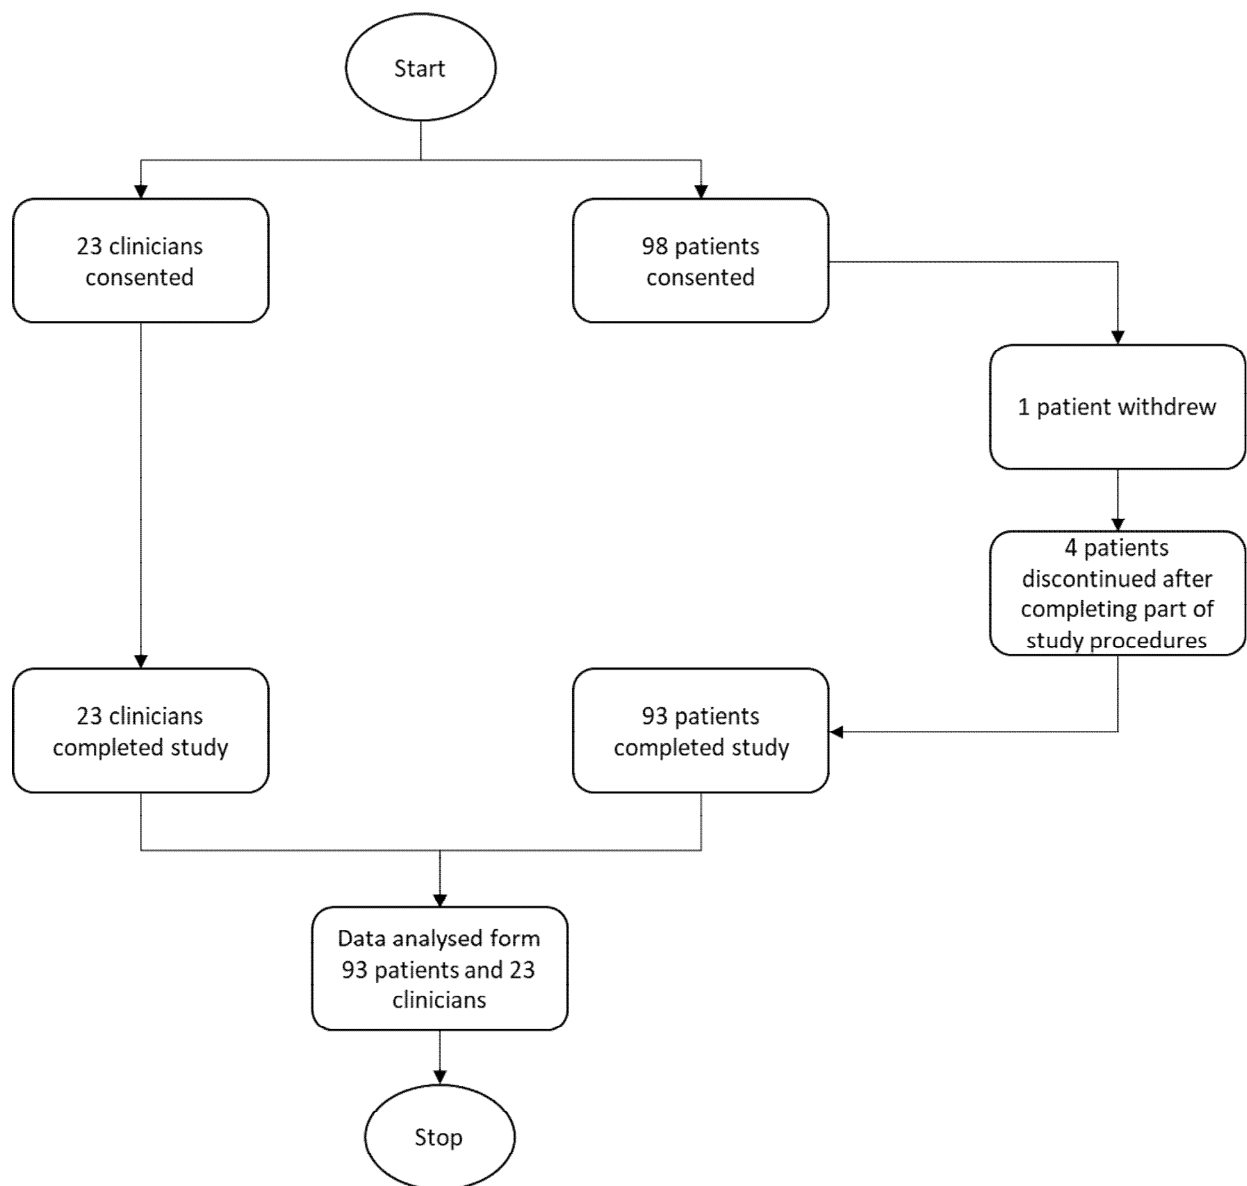 Start
23 clinicians
consented
98 patients
consented
1 patient withdrew
4 patients
discontinued after
completing part of
study procedures
23 clinicians
completed study
93 patients
completed study
Data analysed form
93 patients and 23
clinicians
Stop